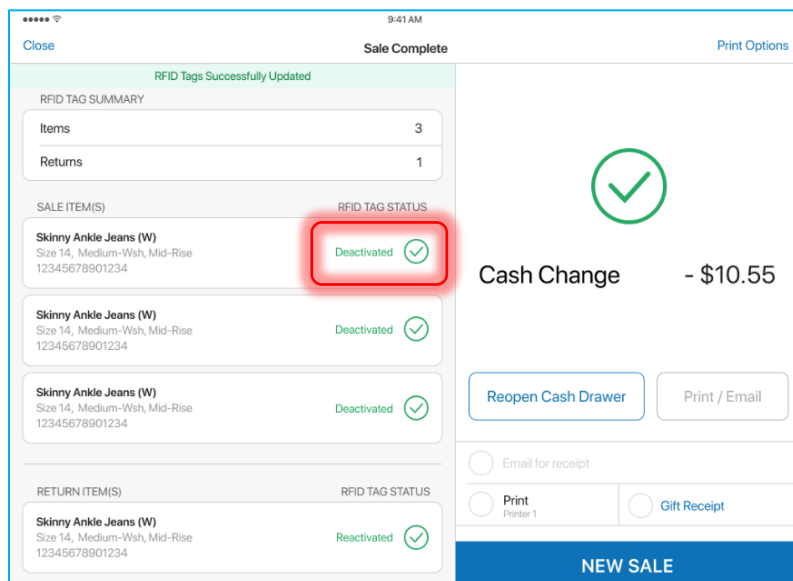 9:41 AM
Close
Sale Complete
Print Options
RFID Tags Successfully Updated
RFID TAG SUMMARY
Items 3
Returns 1
SALE ITEM(S) RFID TAG STATUS
Skinny Ankle Jeans (W)
Size 14, Medium-Wsh, Mid-Rise
12345678901234
Deactivated
Skinny Ankle Jeans (W)
Size 14, Medium-Wsh, Mid-Rise
12345678901234
Deactivated
Skinny Ankle Jeans (W)
Size 14, Medium-Wsh, Mid-Rise
12345678901234
Deactivated
RETURN ITEM(S) RFID TAG STATUS
Skinny Ankle Jeans (W)
Size 14, Medium-Wsh, Mid-Rise
12345678901234
Reactivated
Cash Change - $10.55
Reopen Cash Drawer
Print / Email
Email for receipt
Print
Printer 1
Gift Receipt
NEW SALE